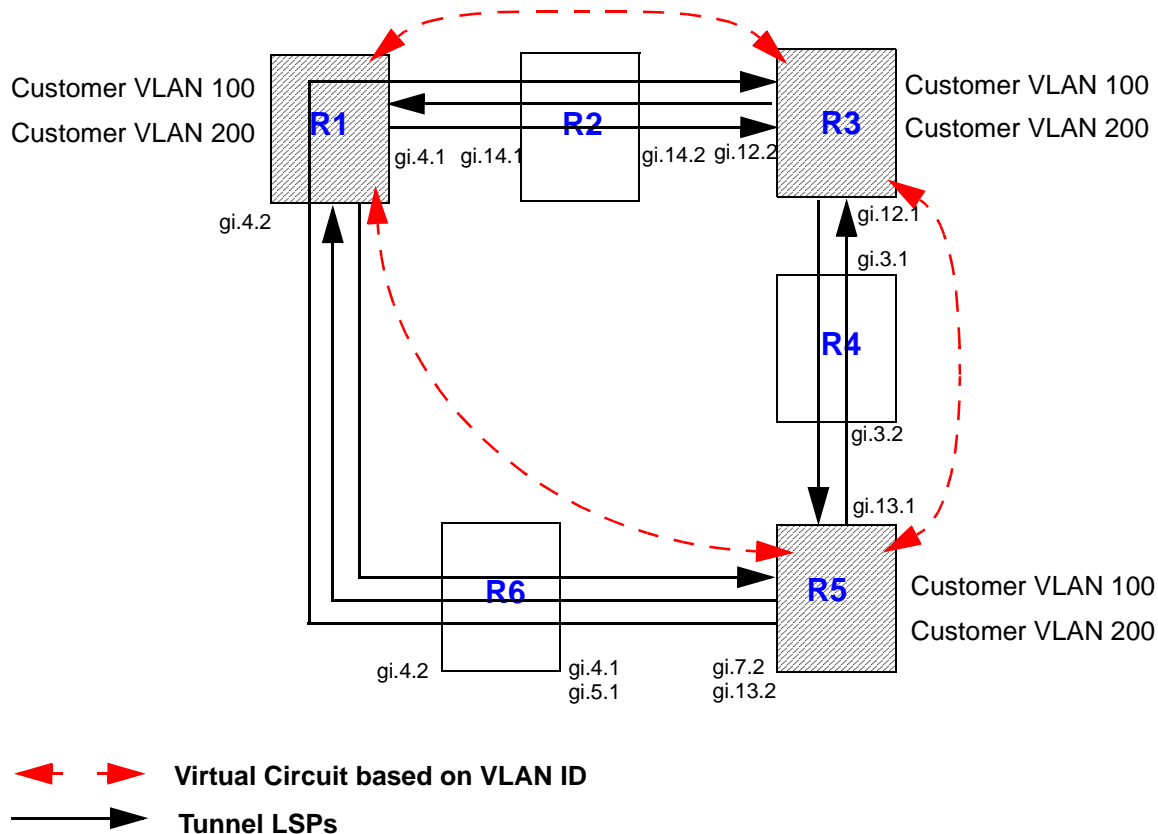 Customer VLAN 100
Customer VLAN 200
R1
R2
R3
Customer VLAN 100
Customer VLAN 200
gi.4.1
gi.14.1
gi.14.2
gi.12.2
gi.4.2
gi.12.1
gi.3.1
R4
gi.3.2
gi.13.1
R6
R5
Customer VLAN 100
Customer VLAN 200
gi.4.2
gi.4.1
gi.5.1
gi.7.2
gi.13.2
Virtual Circuit based on VLAN ID
Tunnel LSPs